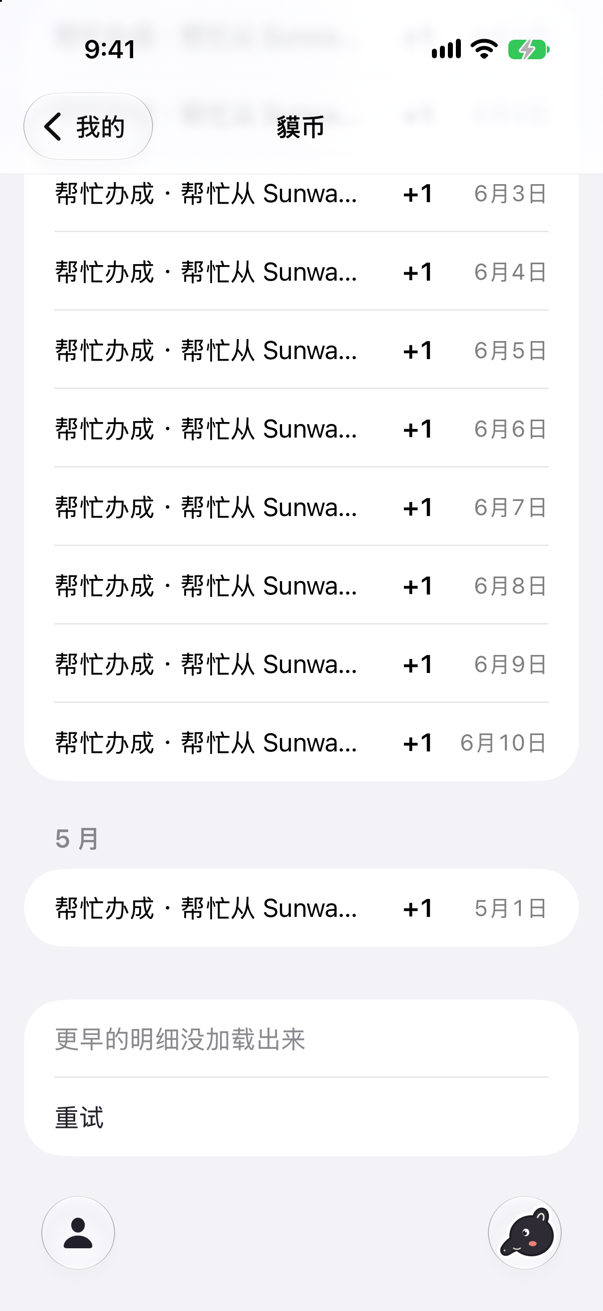 9:41
我的
貘币
帮忙办成 · 帮忙从 Sunwa... +1 6月3日
帮忙办成 · 帮忙从 Sunwa... +1 6月4日
帮忙办成 · 帮忙从 Sunwa... +1 6月5日
帮忙办成 · 帮忙从 Sunwa... +1 6月6日
帮忙办成 · 帮忙从 Sunwa... +1 6月7日
帮忙办成 · 帮忙从 Sunwa... +1 6月8日
帮忙办成 · 帮忙从 Sunwa... +1 6月9日
帮忙办成 · 帮忙从 Sunwa... +1 6月10日
5 月
帮忙办成 · 帮忙从 Sunwa... +1 5月1日
更早的明细没加载出来
重试